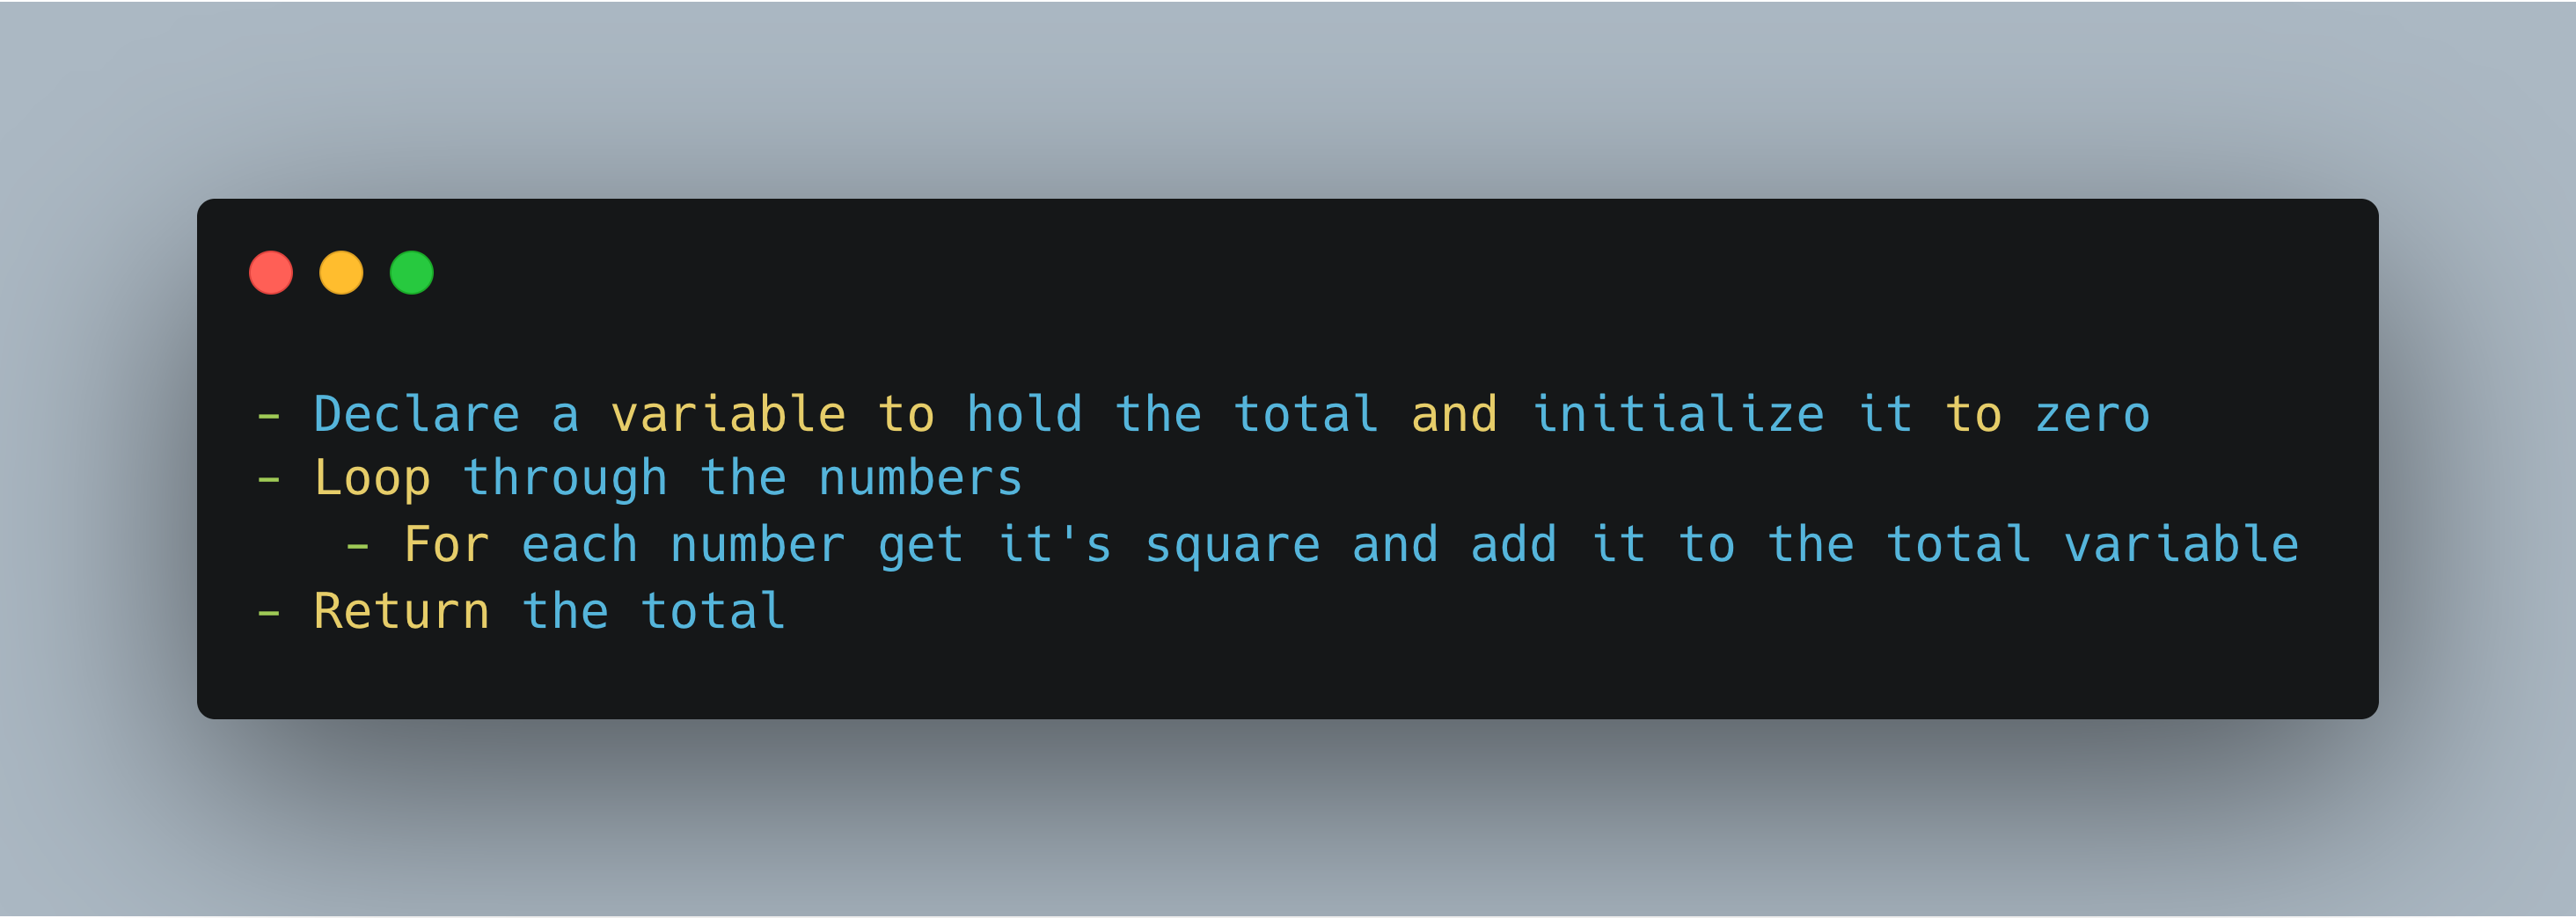 - Declare a variable to hold the total and initialize it to zero
- Loop through the numbers
- For each number get it's square and add it to the total variable
- Return the total